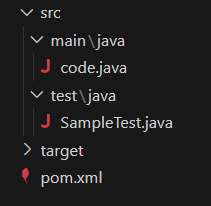 src
main\java
code.java
test\java
SampleTest.java
target
pom.xml